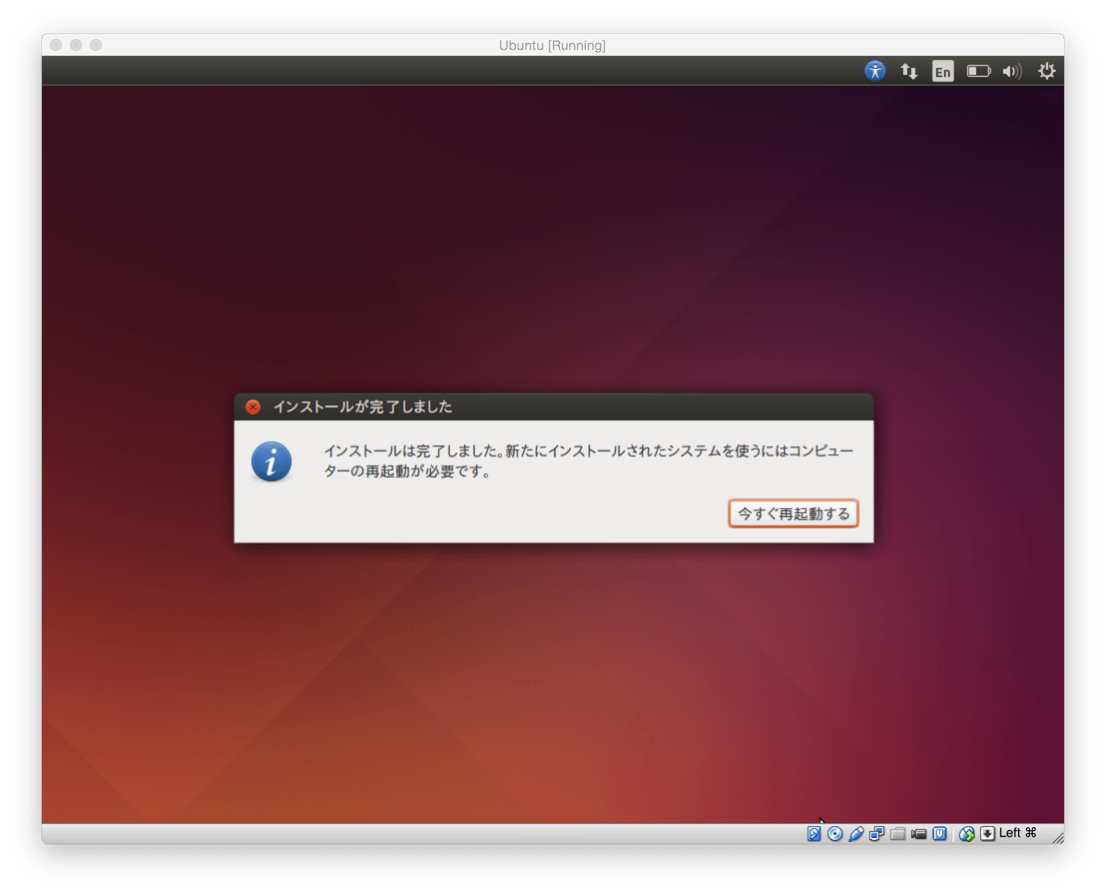 Ubuntu [Running]
En
インストールが完了しました
インストールは完了しました。新たにインストールされたシステムを使うにはコンピュー
ターの再起動が必要です。
今すぐ再起動する
Left ⌘